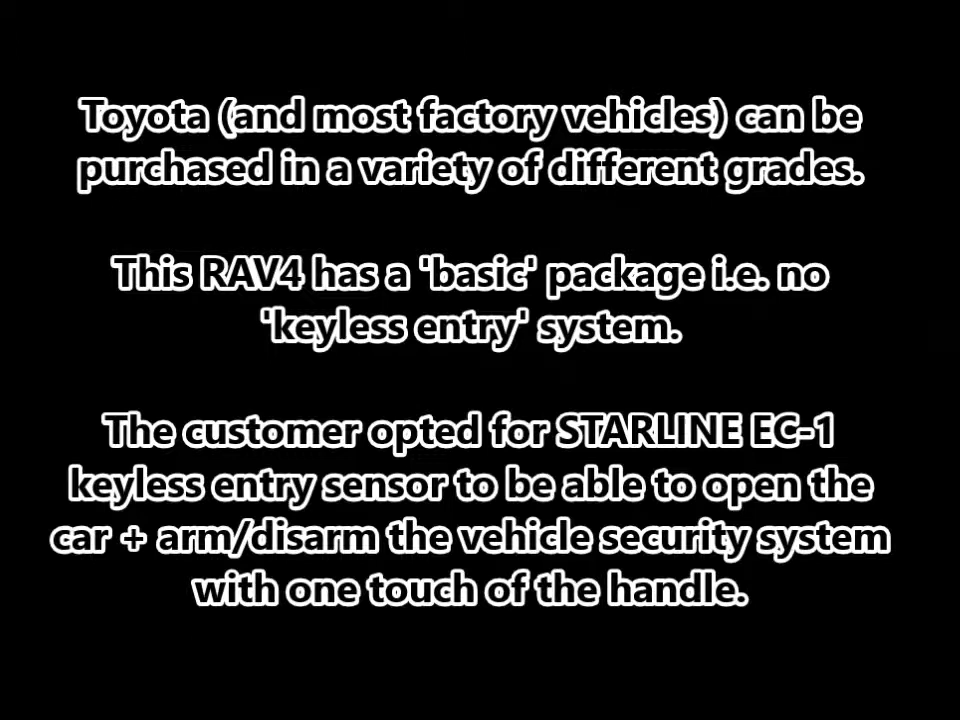 Toyota (and most factory vehicles) can be
purchased in a variety of different grades.
This RAV4 has a 'basic' package i.e. no
'keyless entry' system.
The customer opted for STARLINE EC-1
keyless entry sensor to be able to open the
car + arm/disarm the vehicle security system
with one touch of the handle.